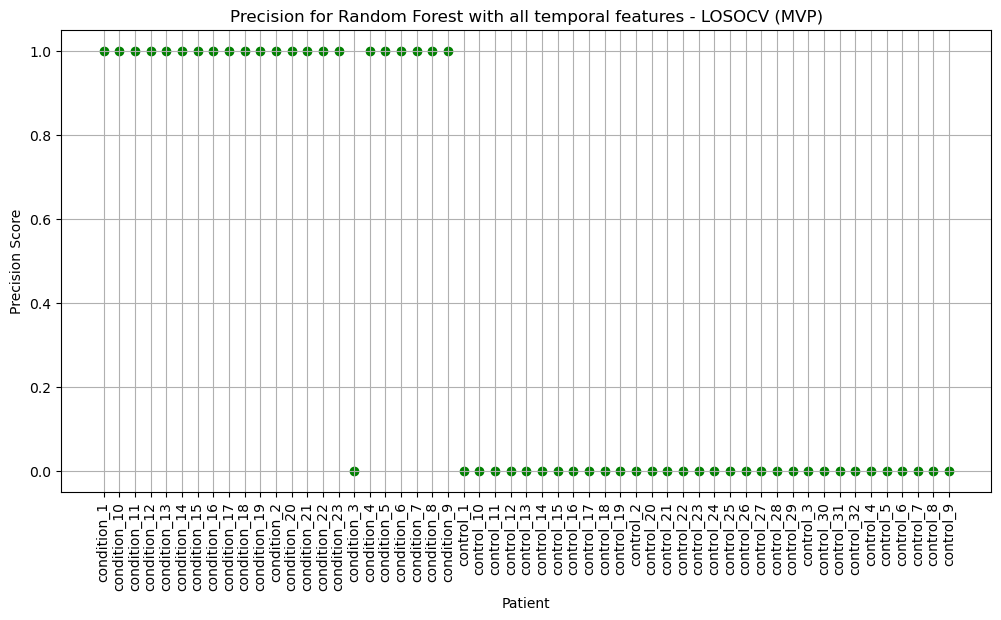 Precision for Random Forest with all temporal features - LOSOCV (MVP)
Precision Score
1.0
0.8
0.6
0.4
0.2
0.0
condition_1
condition_10
condition_11
condition_12
condition_13
condition_14
condition_15
condition_16
condition_17
condition_18
condition_19
condition_2
condition_20
condition_21
condition_22
condition_23
condition_3
condition_4
condition_5
condition_6
condition_7
condition_8
condition_9
control_1
control_10
control_11
control_12
control_13
control_14
control_15
control_16
control_17
control_18
control_19
control_2
control_20
control_21
control_22
control_23
control_24
control_25
control_26
control_27
control_28
control_29
control_3
control_30
control_31
control_32
control_4
control_5
control_6
control_7
control_8
control_9
Patient